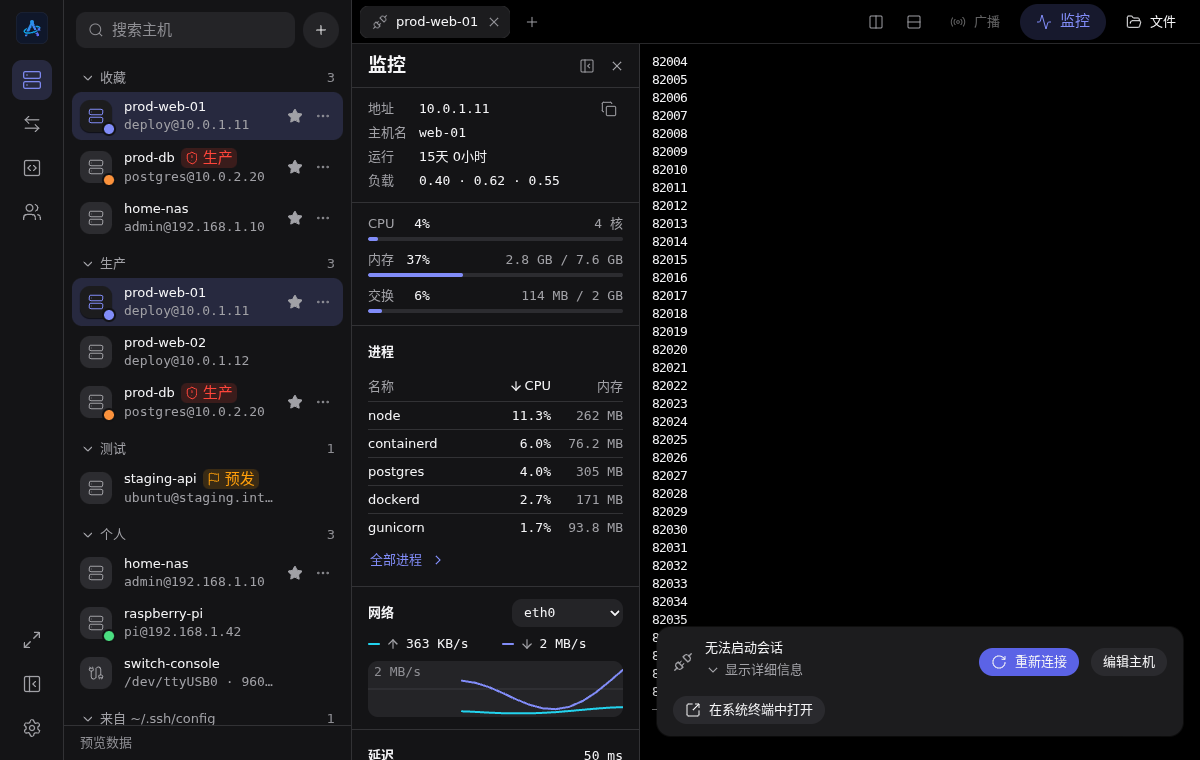 搜索主机
收藏 3
prod-web-01
deploy@10.0.1.11
prod-db 生产
postgres@10.0.2.20
home-nas
admin@192.168.1.10
生产 3
prod-web-01
deploy@10.0.1.11
prod-web-02
deploy@10.0.1.12
prod-db 生产
postgres@10.0.2.20
测试 1
staging-api 预发
ubuntu@staging.int…
个人 3
home-nas
admin@192.168.1.10
raspberry-pi
pi@192.168.1.42
switch-console
/dev/ttyUSB0 · 960…
来自 ~/.ssh/config 1
预览数据
prod-web-01
广播 监控 文件
监控
地址 10.0.1.11
主机名 web-01
运行 15天 0小时
负载 0.40 · 0.62 · 0.55
CPU 4% 4 核
内存 37% 2.8 GB / 7.6 GB
交换 6% 114 MB / 2 GB
进程
名称 CPU 内存
node 11.3% 262 MB
containerd 6.0% 76.2 MB
postgres 4.0% 305 MB
dockerd 2.7% 171 MB
gunicorn 1.7% 93.8 MB
全部进程
网络 eth0
363 KB/s 2 MB/s
2 MB/s
延迟 50 ms
82004
82005
82006
82007
82008
82009
82010
82011
82012
82013
82014
82015
82016
82017
82018
82019
82020
82021
82022
82023
82024
82025
82026
82027
82028
82029
82030
82031
82032
82033
82034
82035
无法启动会话
显示详细信息
重新连接
编辑主机
在系统终端中打开